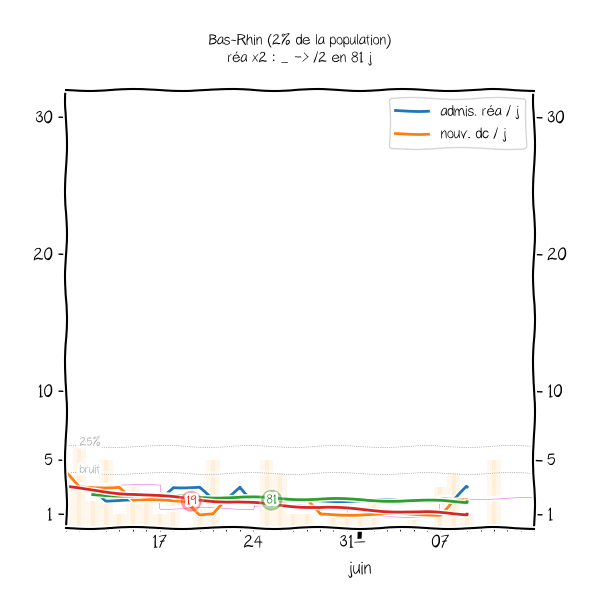 Bas-Rhin (2% de la population)
réa x2 : _ -> /2 en 81 j
admis. réa / j
nouv. dc / j
30
30
20
20
10
10
25%
5
5
bruit
19
81
1
1
17
24
31
07
juin